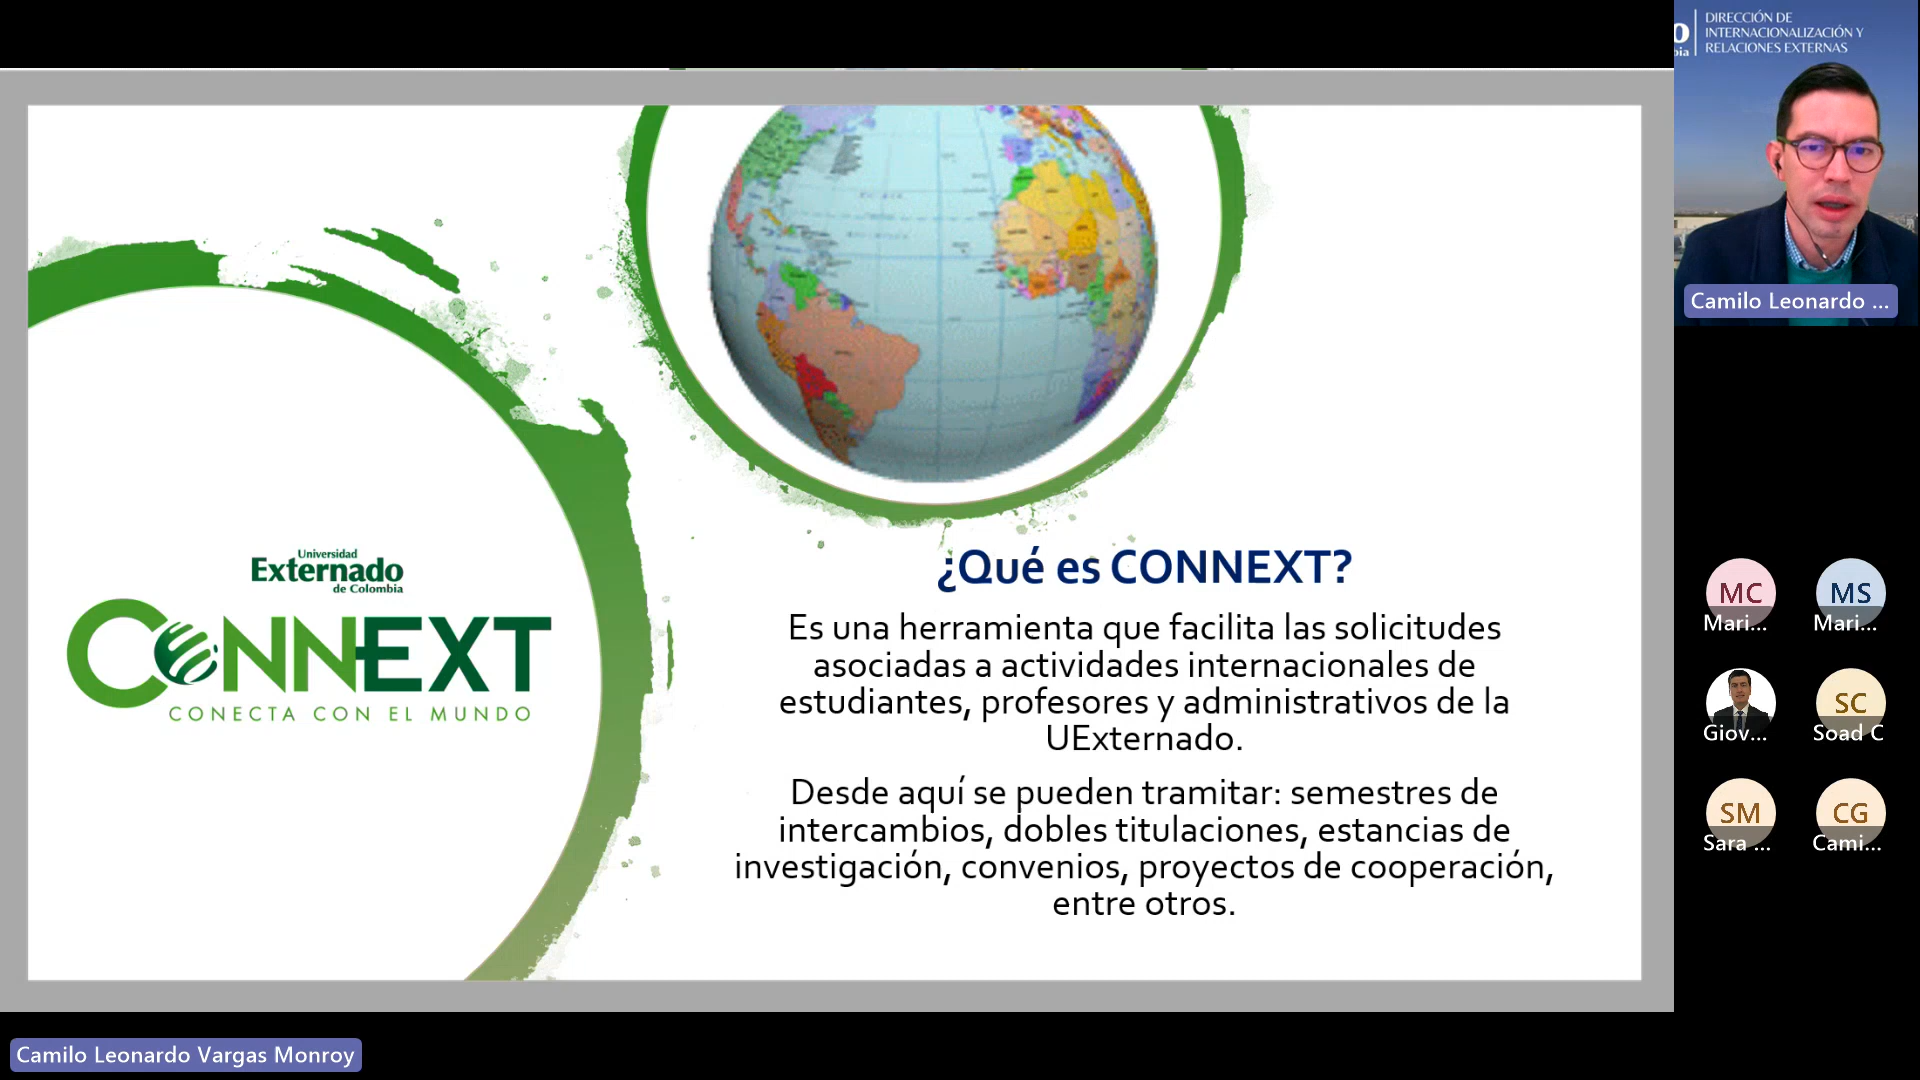 DIRECCIÓN DE
INTERNACIONALIZACIÓN Y
RELACIONES EXTERNAS
Camilo Leonardo ...
Universidad
Externado
de Colombia
CONNEXT
CONECTA CON EL MUNDO
¿Qué es CONNEXT?
Es una herramienta que facilita las solicitudes
asociadas a actividades internacionales de
estudiantes, profesores y administrativos de la
UExternado.
Desde aquí se pueden tramitar: semestres de
intercambios, dobles titulaciones, estancias de
investigación, convenios, proyectos de cooperación,
entre otros.
MC
Mari...
MS
Mari...
Giov...
SC
Soad C
SM
Sara ...
CG
Cami...
Camilo Leonardo Vargas Monroy